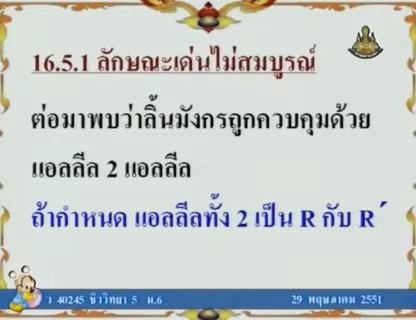 16.5.1 ลักษณะเด่นไม่สมบูรณ์
ต่อมาพบว่าลิ้นมังกรถูกควบคุมด้วย
แอลลีล 2 แอลลีล
ถ้ากำหนด แอลลีลทั้ง 2 เป็น R กับ R´
ว 40245 ชีววิทยา 5 ม.6 29 พฤษภาคม 2551